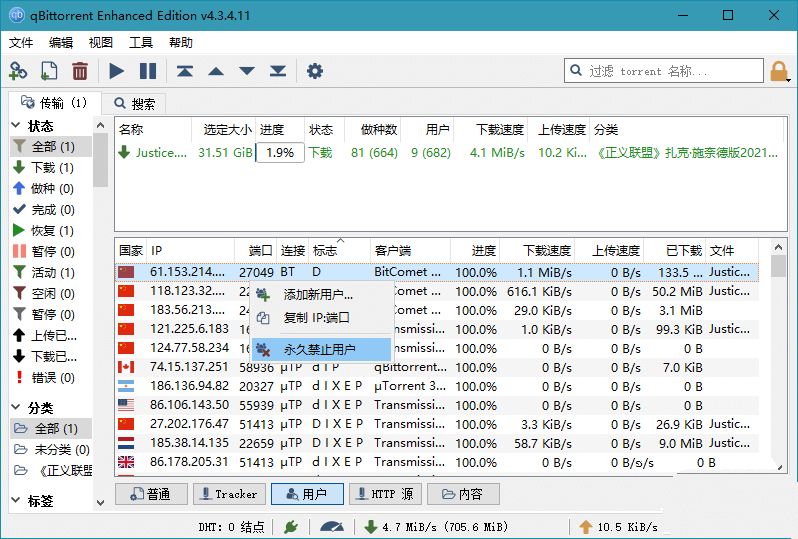 qBittorrent Enhanced Edition v4.3.4.11
文件 编辑 视图 工具 帮助
过滤 torrent 名称...
传输 (1) 搜索
状态
全部 (1)
下载 (1)
做种 (0)
完成 (0)
恢复 (1)
暂停 (0)
活动 (1)
空闲 (0)
暂停 (0)
上传已...
下载已...
错误 (0)
分类
全部 (1)
未分类 (0)
《正义联盟
标签
名称 选定大小 进度 状态 做种数 用户 下载速度 上传速度 分类
Justice.... 31.51 GiB 1.9% 下载 81 (664) 9 (682) 4.1 MiB/s 10.2 Ki... 《正义联盟》扎克·施奈德版2021...
国家 IP 端口 连接 标志 客户端 进度 下载速度 上传速度 已下载 文件
61.153.214.... 27049 BT D BitComet ... 100.0% 1.1 MiB/s 0 B/s 133.5 ... Justic...
118.123.32.... BitComet ... 100.0% 616.1 KiB/s 0 B/s 50.2 MiB Justic...
183.56.213.... 100.0% 29.0 KiB/s 0 B/s 3.1 MiB
121.225.6.183 Transmissi... 100.0% 1.0 KiB/s 0 B/s 99.3 KiB Justic...
124.77.58.234 Transmissi... 100.0% 0 B/s 0 B/s 0 B
74.15.137.251 58936 μTP d I X E P Transmissi... 100.0% 0 B/s 0 B/s 7.0 KiB
186.136.94.82 20327 μTP d I X E P μTorrent 3... 100.0% 0 B/s 0 B/s 0 B
86.106.143.50 55939 μTP d I X E P Transmissi... 100.0% 0 B/s 0 B/s 0 B
27.202.176.47 51413 μTP D I X E P Transmissi... 100.0% 3.3 KiB/s 0 B/s 26.9 KiB Justic...
185.38.14.135 22659 μTP D I X E P Transmissi... 100.0% 58.7 KiB/s 0 B/s 9.0 MiB Justic...
86.178.205.31 51413 μTP d I X E P Transmissi... 100.0% 0 B/s 0 B/s 0 B
添加新用户...
复制 IP:端口
永久禁止用户
普通 Tracker 用户 HTTP 源 内容
DHT: 0 结点 4.7 MiB/s (705.6 MiB) 10.5 KiB/s